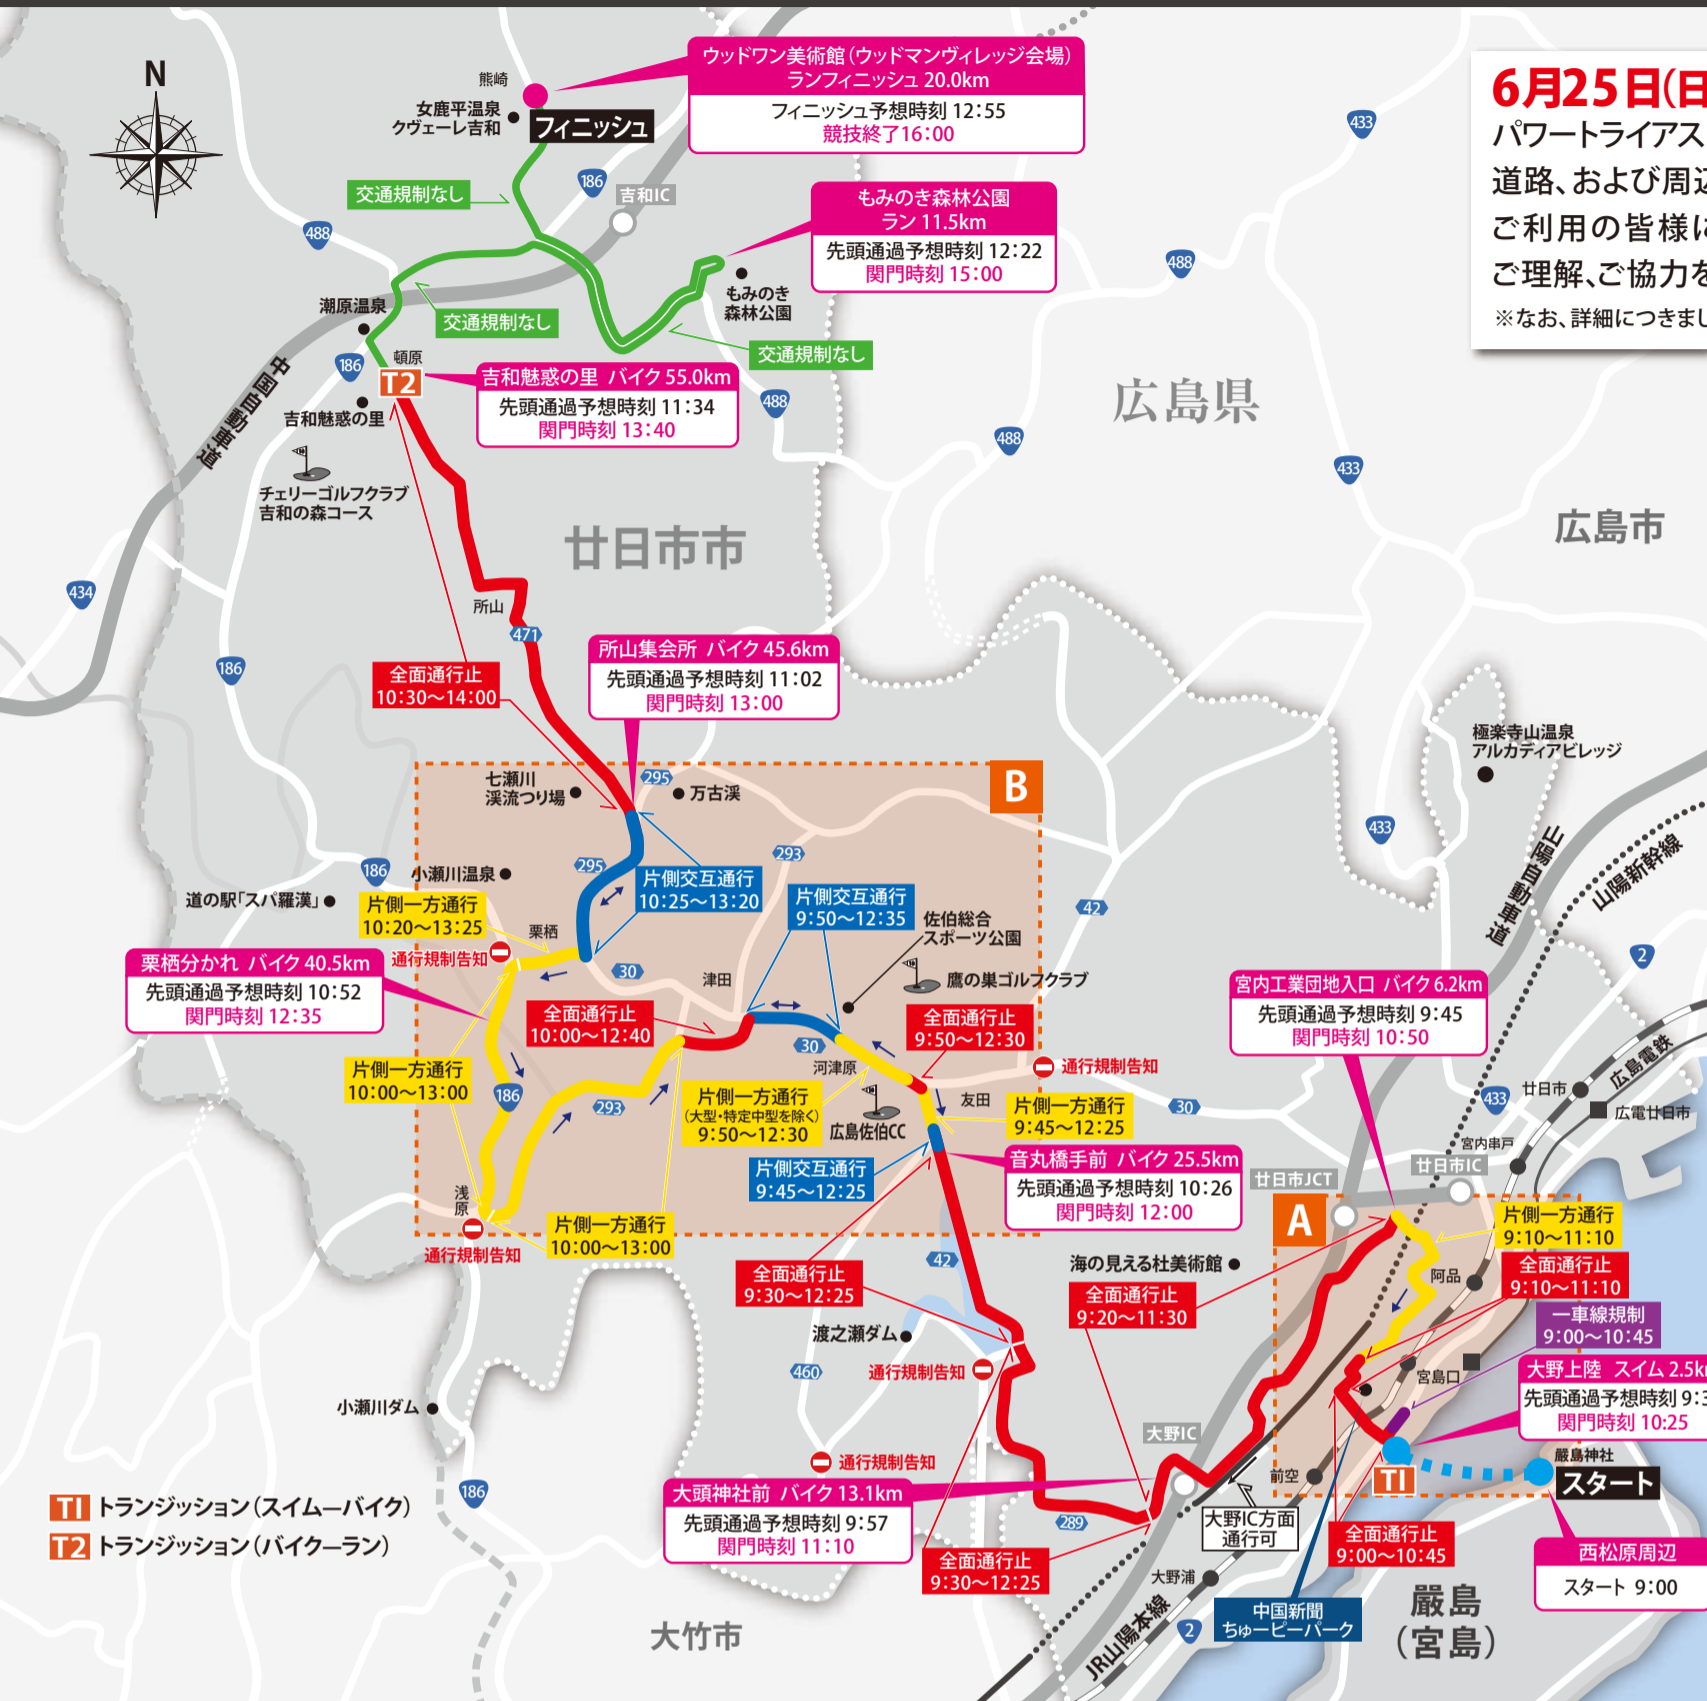 N
熊崎
女鹿平温泉
クヴェーレ吉和
フィニッシュ
ウッドワン美術館(ウッドマンヴィレッジ会場)
ランフィニッシュ 20.0km
フィニッシュ予想時刻 12:55
競技終了16:00
6月25日(日
パワートライアス
道路、および周辺
ご利用の皆様に
ご理解、ご協力を
※なお、詳細につきまし
433
交通規制なし
186
吉和IC
もみのき森林公園
ラン 11.5km
先頭通過予想時刻 12:22
関門時刻 15:00
488
488
潮原温泉
交通規制なし
もみのき
森林公園
交通規制なし
中国自動車道
186
頓原
T2
吉和魅惑の里
吉和魅惑の里 バイク 55.0km
先頭通過予想時刻 11:34
関門時刻 13:40
488
広島県
488
433
チェリーゴルフクラブ
吉和の森コース
廿日市市
広島市
434
所山
471
186
全面通行止
10:30〜14:00
所山集会所 バイク 45.6km
先頭通過予想時刻 11:02
関門時刻 13:00
極楽寺山温泉
アルカディアビレッジ
七瀬川
渓流つり場
295
万古渓
B
433
山陽自動車道
山陽新幹線
186
小瀬川温泉
295
293
道の駅「スパ羅漢」
片側一方通行
10:20〜13:25
片側交互通行
10:25〜13:20
片側交互通行
9:50〜12:35
佐伯総合
スポーツ公園
42
2
栗栖
通行規制告知
30
津田
鷹の巣ゴルフクラブ
栗栖分かれ バイク 40.5km
先頭通過予想時刻 10:52
関門時刻 12:35
全面通行止
10:00〜12:40
全面通行止
9:50〜12:30
宮内工業団地入口 バイク 6.2km
先頭通過予想時刻 9:45
関門時刻 10:50
30
河津原
通行規制告知
広島電鉄
片側一方通行
10:00〜13:00
186
293
片側一方通行
(大型・特定中型を除く)
9:50〜12:30
広島佐伯CC
友田
片側一方通行
9:45〜12:25
30
433
廿日市
広電廿日市
宮内串戸
片側交互通行
9:45〜12:25
音丸橋手前 バイク 25.5km
先頭通過予想時刻 10:26
関門時刻 12:00
廿日市JCT
廿日市IC
浅原
通行規制告知
片側一方通行
10:00〜13:00
A
片側一方通行
9:10〜11:10
42
全面通行止
9:30〜12:25
海の見える杜美術館
全面通行止
9:20〜11:30
阿品
全面通行止
9:10〜11:10
一車線規制
9:00〜10:45
渡之瀬ダム
通行規制告知
460
宮島口
大野上陸 スイム 2.5km
先頭通過予想時刻 9:3
関門時刻 10:25
小瀬川ダム
大野IC
通行規制告知
前空
T1
厳島神社
スタート
186
T1 トランジッション(スイム―バイク)
T2 トランジッション(バイク―ラン)
大頭神社前 バイク 13.1km
先頭通過予想時刻 9:57
関門時刻 11:10
289
大野IC方面
通行可
全面通行止
9:00〜10:45
西松原周辺
スタート 9:00
全面通行止
9:30〜12:25
大野浦
中国新聞
ちゅーピーパーク
厳島
(宮島)
大竹市
JR山陽本線
2